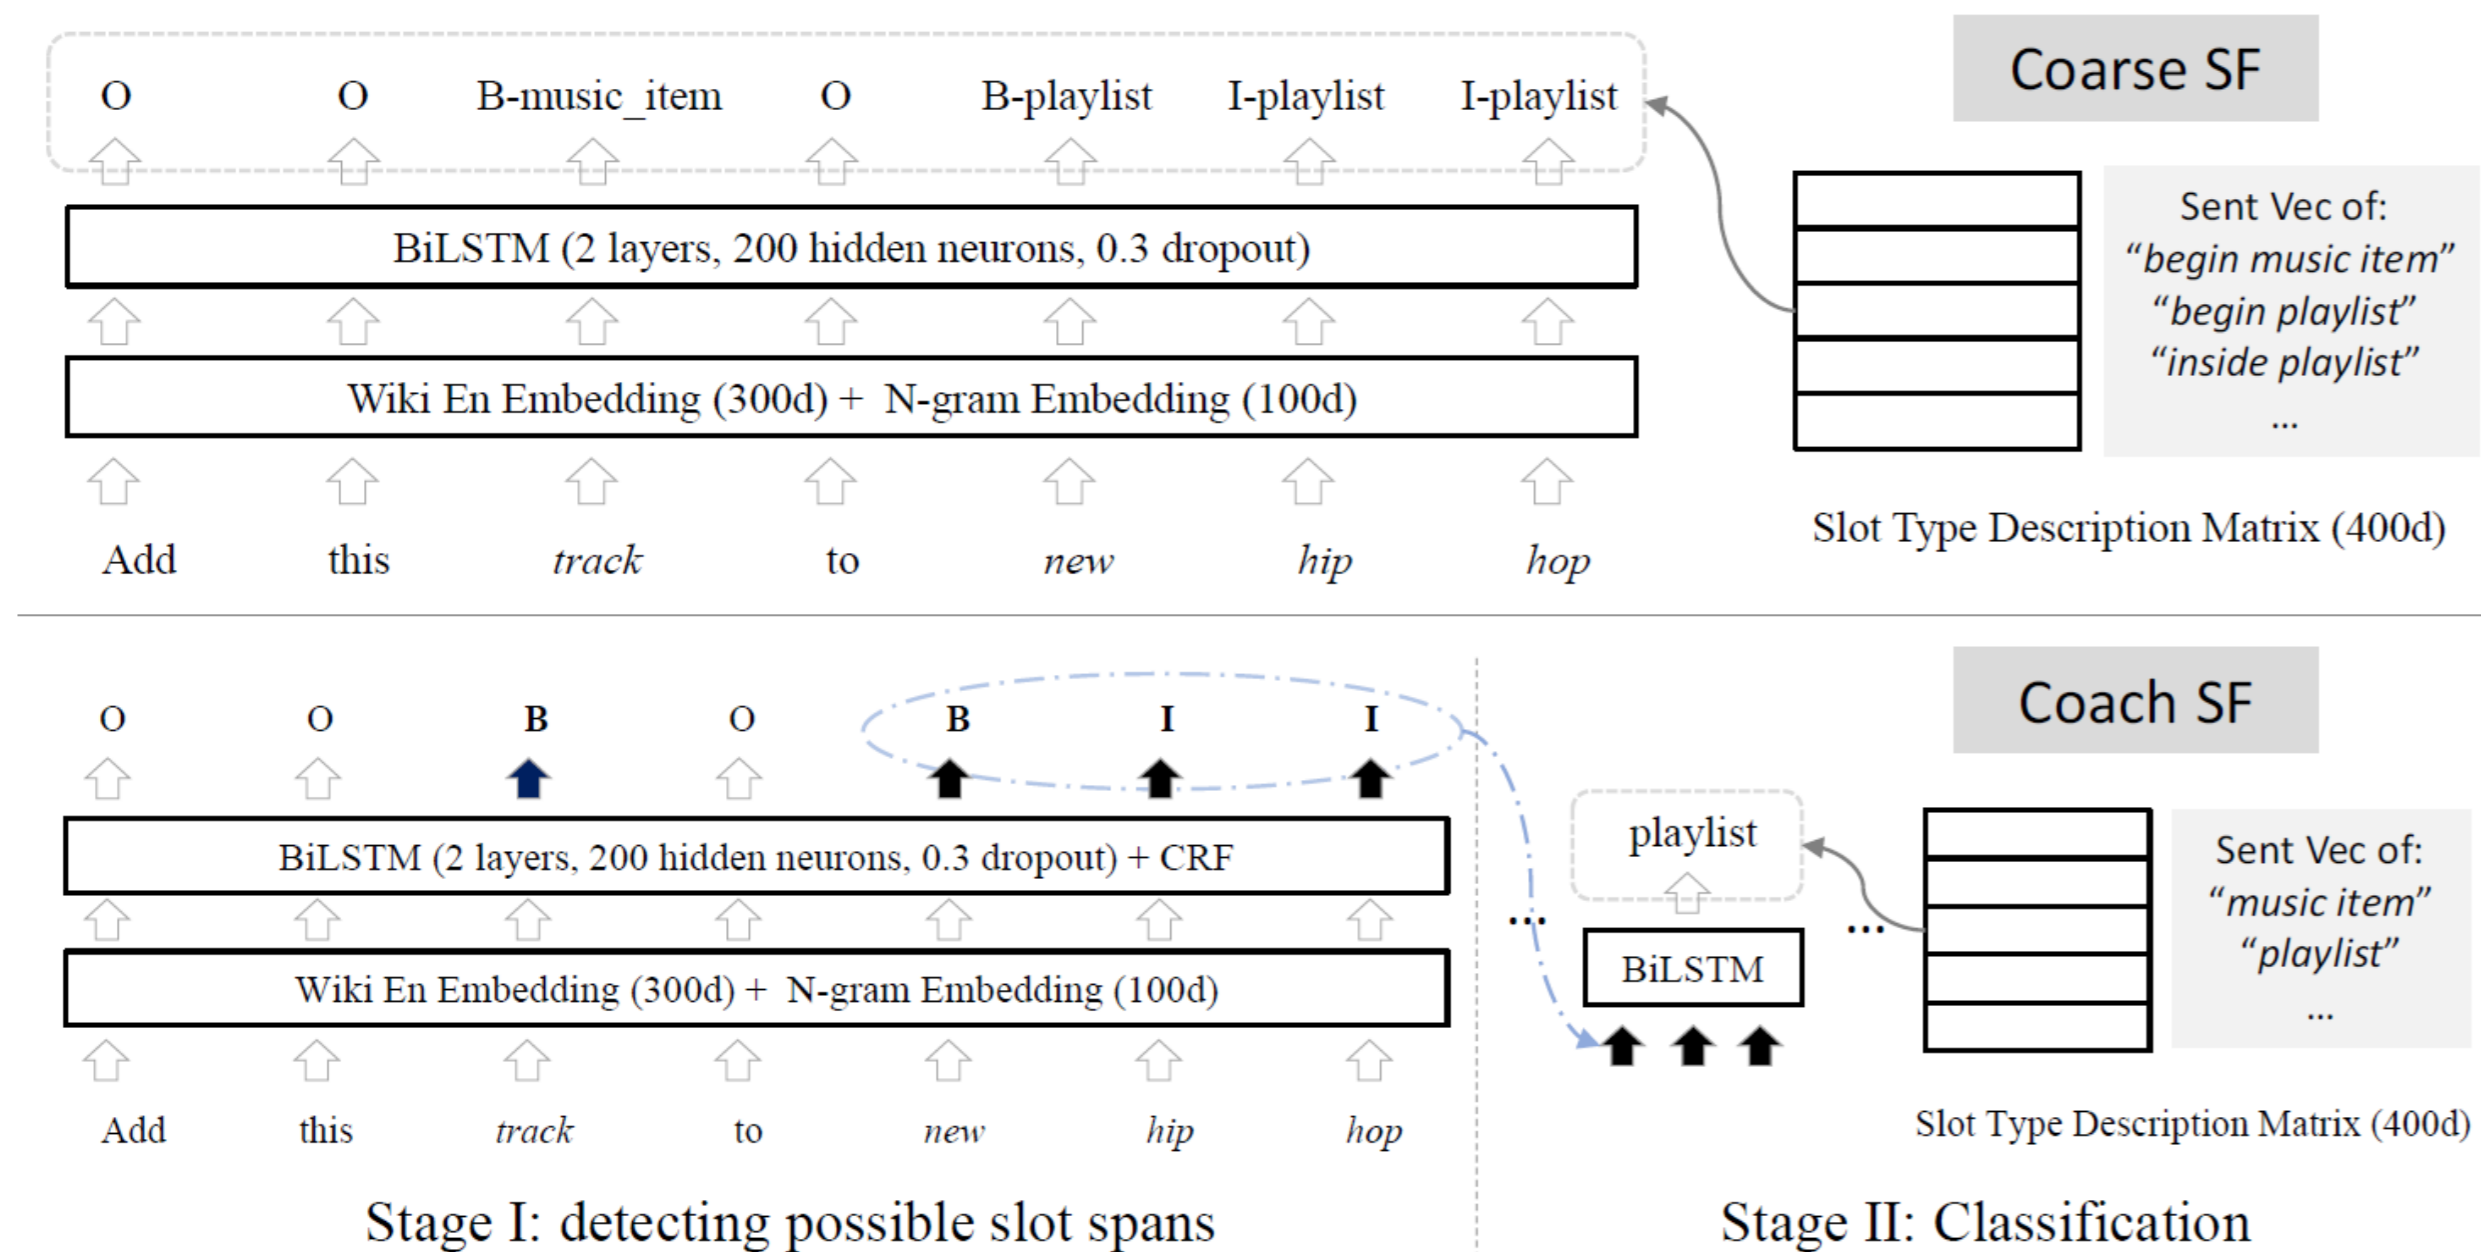 Coarse SF
O O B-music_item O B-playlist I-playlist I-playlist
BiLSTM (2 layers, 200 hidden neurons, 0.3 dropout)
Wiki En Embedding (300d) + N-gram Embedding (100d)
Add this track to new hip hop
Sent Vec of:
“begin music item”
“begin playlist”
“inside playlist”
...
Slot Type Description Matrix (400d)
Coach SF
O O B O B I I
BiLSTM (2 layers, 200 hidden neurons, 0.3 dropout) + CRF
Wiki En Embedding (300d) + N-gram Embedding (100d)
Add this track to new hip hop
Stage I: detecting possible slot spans
...
playlist
BiLSTM
...
Sent Vec of:
“music item”
“playlist”
...
Slot Type Description Matrix (400d)
Stage II: Classification